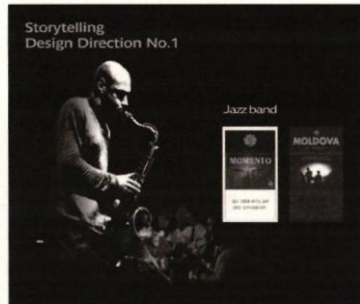 Storytelling
Design Direction No.1
Jazz band
MOMENTO
MOLDOVA